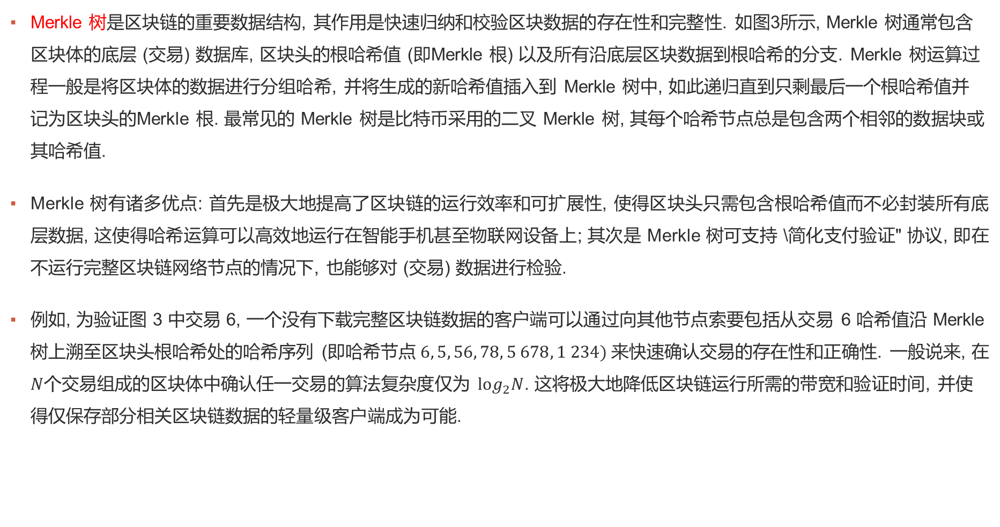 ▪ Merkle 树是区块链的重要数据结构, 其作用是快速归纳和校验区块数据的存在性和完整性. 如图3所示, Merkle 树通常包含
区块体的底层 (交易) 数据库, 区块头的根哈希值 (即Merkle 根) 以及所有沿底层区块数据到根哈希的分支. Merkle 树运算过
程一般是将区块体的数据进行分组哈希, 并将生成的新哈希值插入到 Merkle 树中, 如此递归直到只剩最后一个根哈希值并
记为区块头的Merkle 根. 最常见的 Merkle 树是比特币采用的二叉 Merkle 树, 其每个哈希节点总是包含两个相邻的数据块或
其哈希值.
▪ Merkle 树有诸多优点: 首先是极大地提高了区块链的运行效率和可扩展性, 使得区块头只需包含根哈希值而不必封装所有底
层数据, 这使得哈希运算可以高效地运行在智能手机甚至物联网设备上; 其次是 Merkle 树可支持 \简化支付验证" 协议, 即在
不运行完整区块链网络节点的情况下, 也能够对 (交易) 数据进行检验.
▪ 例如, 为验证图 3 中交易 6, 一个没有下载完整区块链数据的客户端可以通过向其他节点索要包括从交易 6 哈希值沿 Merkle
树上溯至区块头根哈希处的哈希序列 (即哈希节点 6, 5, 56, 78, 5 678, 1 234) 来快速确认交易的存在性和正确性. 一般说来, 在
N个交易组成的区块体中确认任一交易的算法复杂度仅为 log₂N. 这将极大地降低区块链运行所需的带宽和验证时间, 并使
得仅保存部分相关区块链数据的轻量级客户端成为可能.